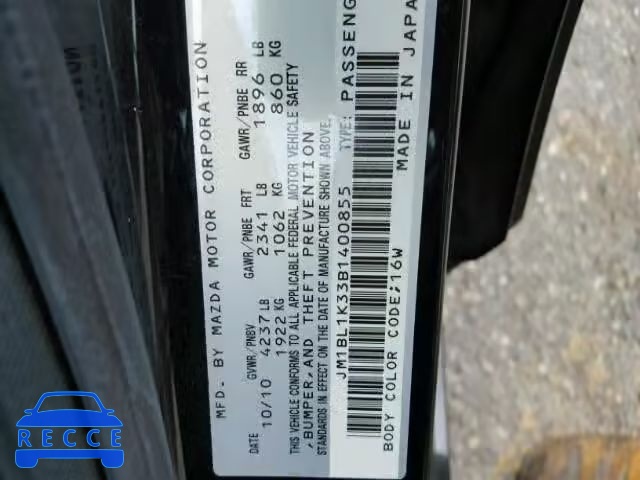 MFD. BY MAZDA MOTOR CORPORATION
GVWR/PNBV GAWR/PNBE FRT GAWR/PNBE RR
DATE
10/10 4237 LB 2341 LB 1896 LB
1922 KG 1062 KG 860 KG
THIS VEHICLE CONFORMS TO ALL APPLICABLE FEDERAL MOTOR VEHICLE SAFETY
,BUMPER,AND THEFT PREVENTION
STANDARDS IN EFFECT ON THE DATE OF MANUFACTURE SHOWN ABOVE.
JM1BL1K33B1400855 TYPE: PASSENG
BODY COLOR CODE;16W MADE IN JAPA
RECCE